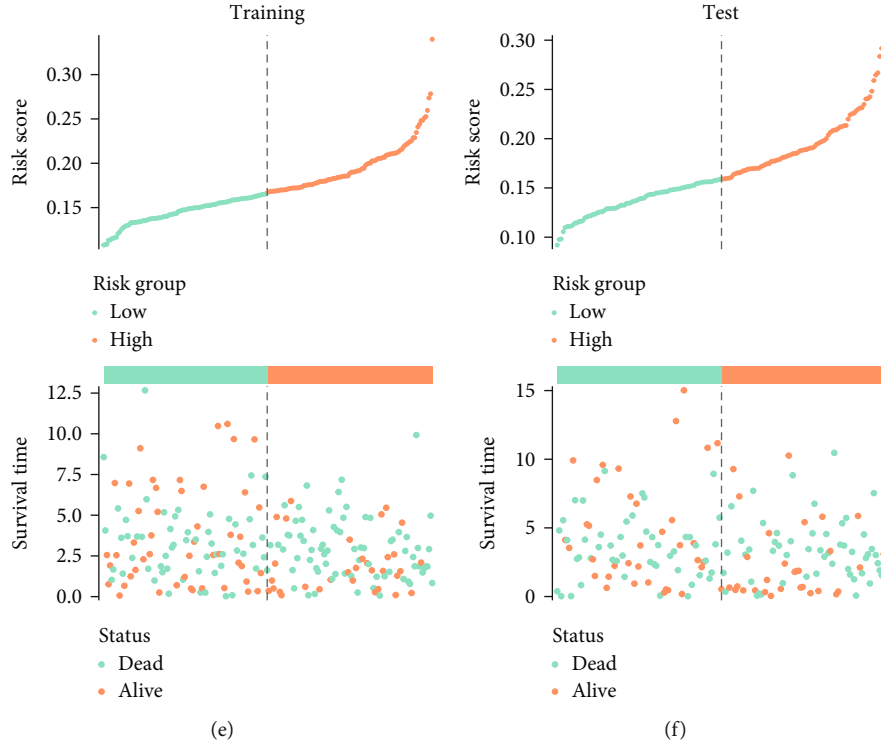 Training
Risk score
0.30
0.25
0.20
0.15
Risk group
Low
High
Survival time
12.5
10.0
7.5
5.0
2.5
0.0
Status
Dead
Alive
(e)
Test
Risk score
0.30
0.25
0.20
0.15
0.10
Risk group
Low
High
Survival time
15
10
5
0
Status
Dead
Alive
(f)